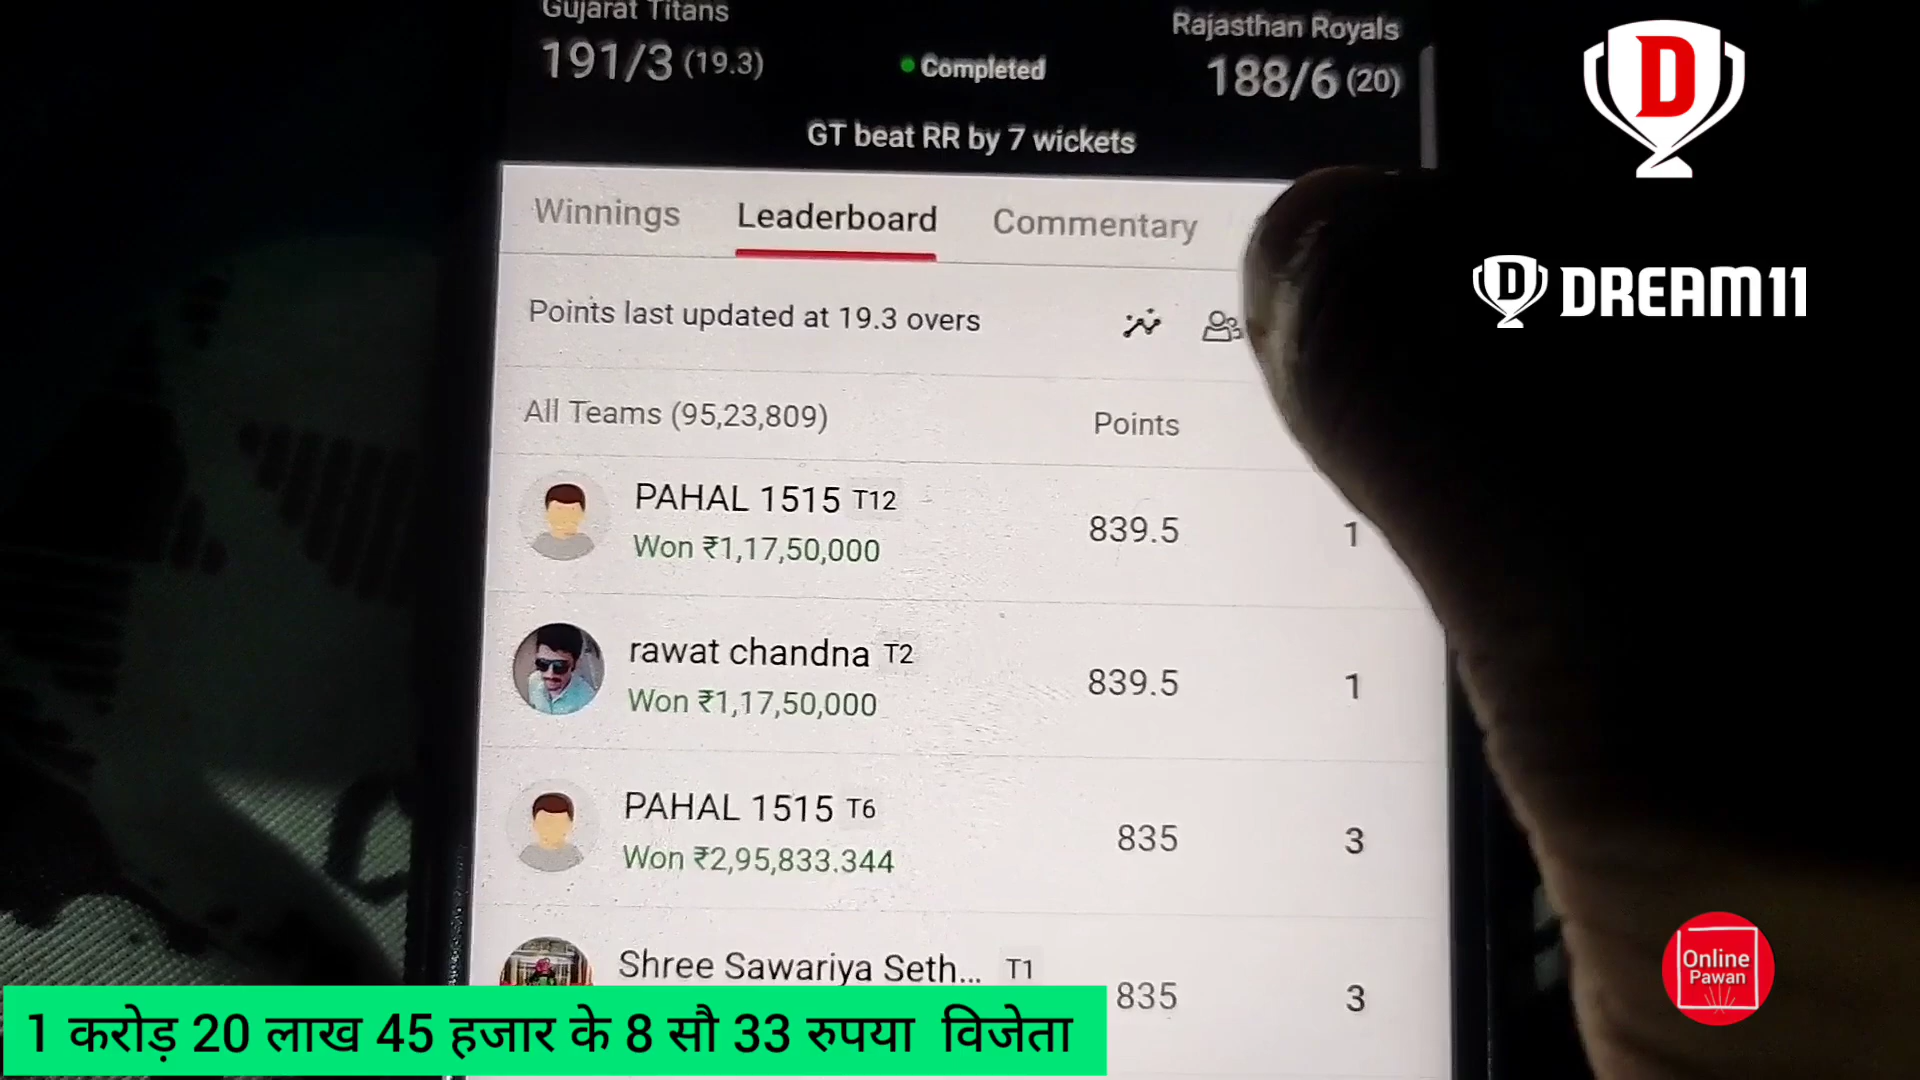 Gujarat Titans
Rajasthan Royals
191/3 (19.3)
Completed
188/6 (20)
GT beat RR by 7 wickets
D
Winnings
Leaderboard
Commentary
D DREAM11
Points last updated at 19.3 overs
All Teams (95,23,809)
Points
PAHAL 1515 T12
839.5
1
Won ₹1,17,50,000
rawat chandna T2
839.5
1
Won ₹1,17,50,000
PAHAL 1515 T6
835
3
Won ₹2,95,833.344
Shree Sawariya Seth... T1
835
3
Online
Pawan
1 करोड़ 20 लाख 45 हजार के 8 सौ 33 रुपया विजेता